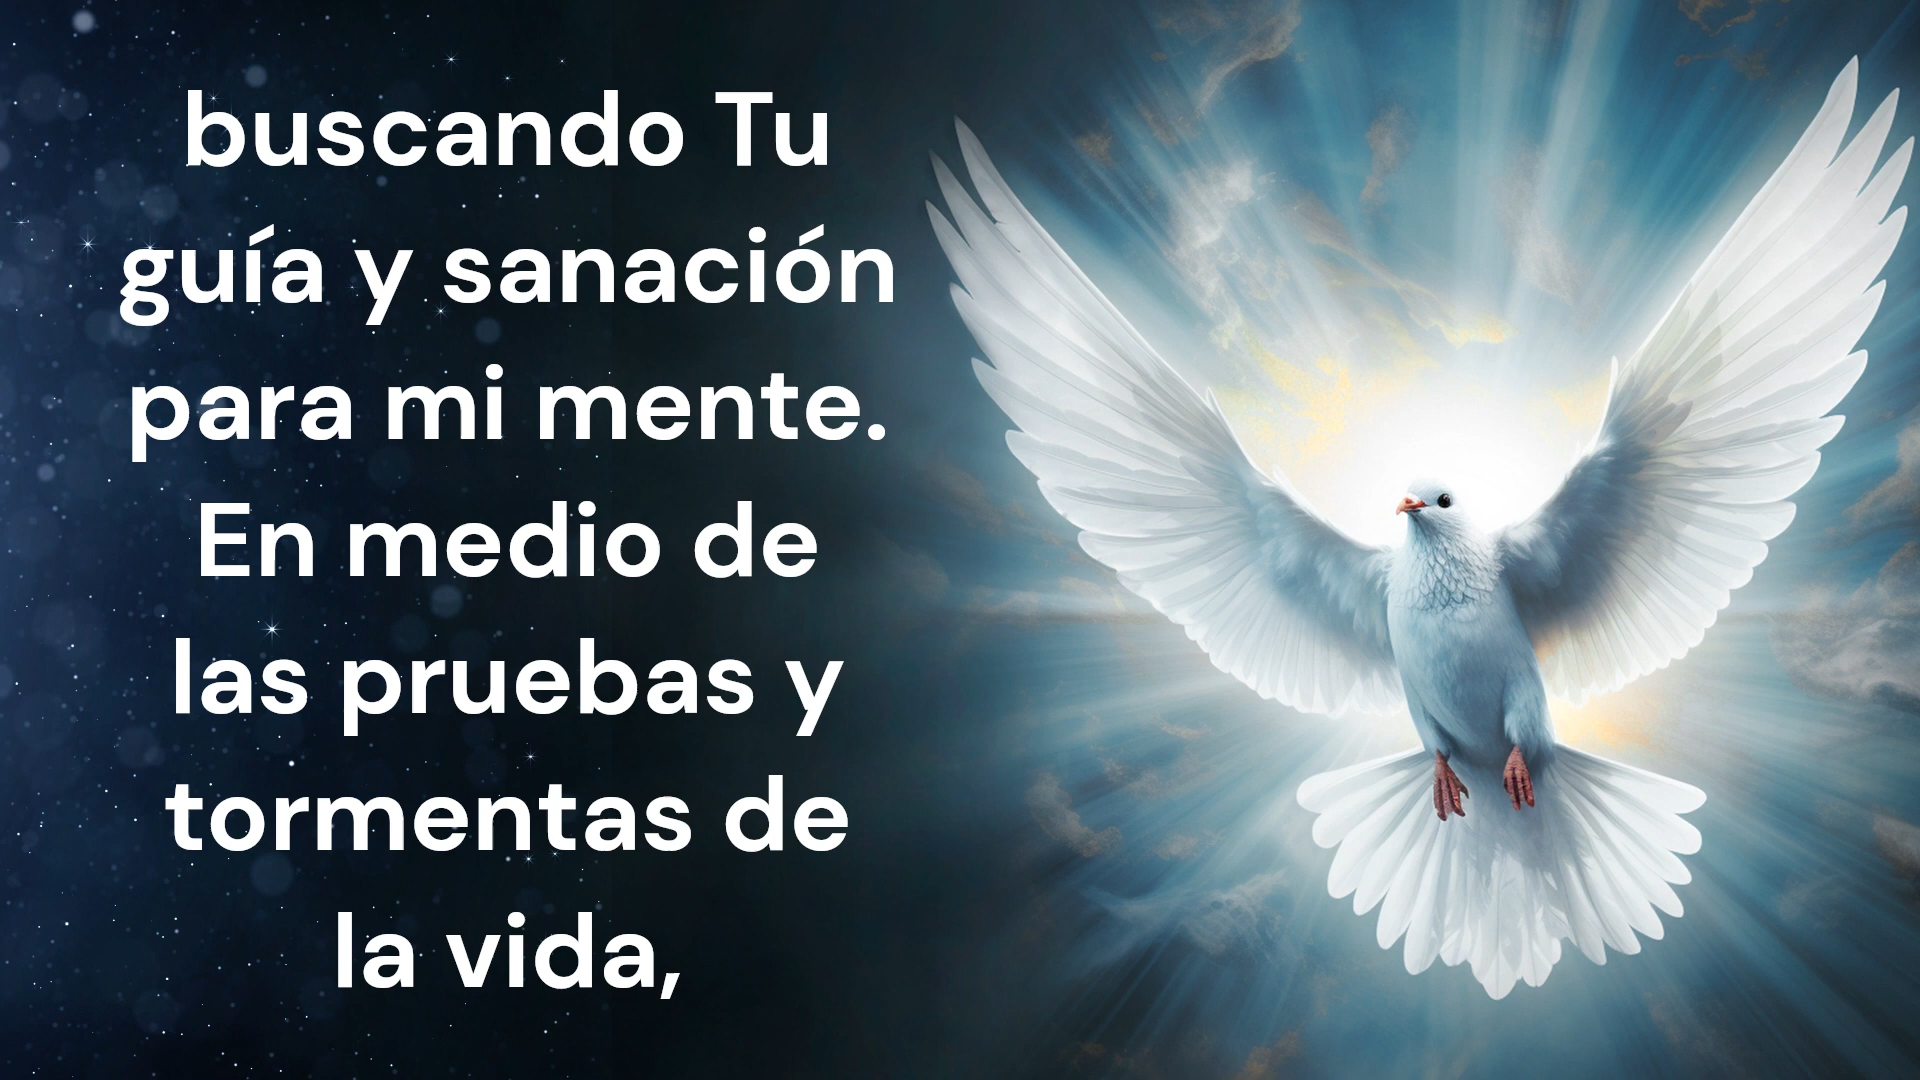 buscando Tu
guía y sanación
para mi mente.
En medio de
las pruebas y
tormentas de
la vida,